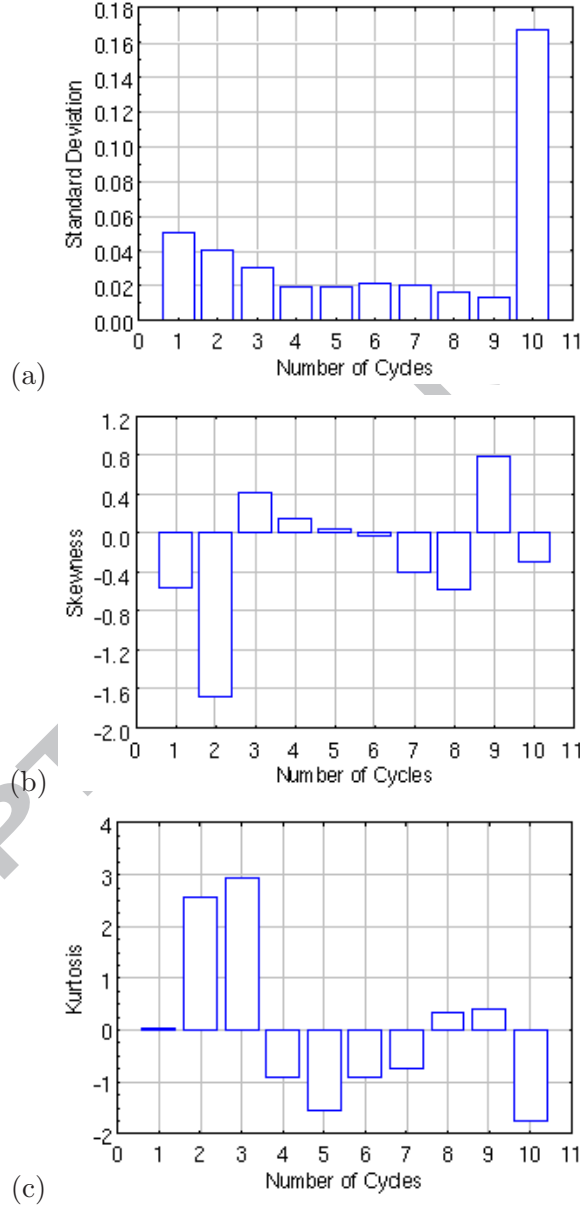 0.18
0.16
0.14
0.12
0.10
0.08
0.06
0.04
0.02
0.00
Standard Deviation
0 1 2 3 4 5 6 7 8 9 10 11
Number of Cycles
(a)
1.2
0.8
0.4
0.0
-0.4
-0.8
-1.2
-1.6
-2.0
Skewness
0 1 2 3 4 5 6 7 8 9 10 11
Number of Cycles
(b)
4
3
2
1
0
-1
-2
Kurtosis
0 1 2 3 4 5 6 7 8 9 10 11
Number of Cycles
(c)